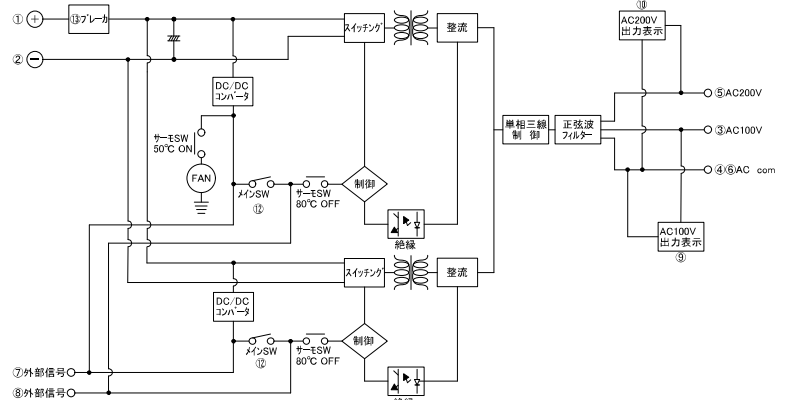 ⑩
① + ⑬ブレーカ
スイッチング
整流
AC200V
出力表示
② −
DC/DC
コンバータ
⑤AC200V
サーモSW
50℃ ON
単相三線
制 御
正弦波
フィルター
③AC100V
FAN
メインSW
⑫
サーモSW
80℃ OFF
制御
④⑥AC com
絶縁
AC100V
出力表示
⑨
スイッチング
整流
DC/DC
コンバータ
メインSW
⑫
サーモSW
80℃ OFF
制御
⑦外部信号
⑧外部信号